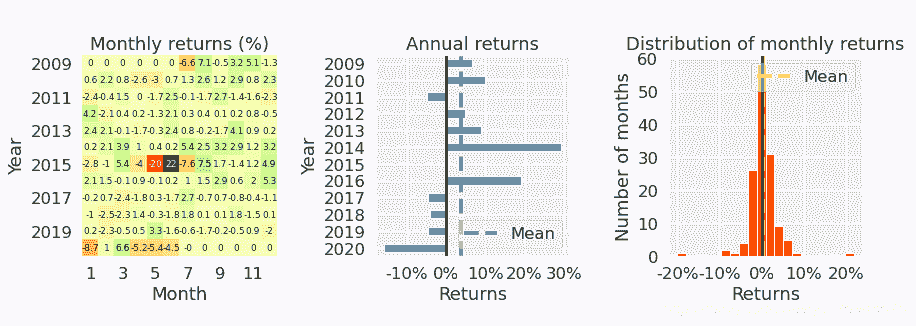 Monthly returns (%)
Annual returns
Distribution of monthly returns
Year
2009
2011
2013
2015
2017
2019
0 0 0 0 0 0 -6.6 7.1 -0.5 3.2 5.1 -1.3
0.6 2.2 0.8 -2.6 -3 0.7 1.3 2.6 1.2 2.9 0.8 2.3
-2.4 -0.4 1.5 0 -1.7 2.5 -0.1 -1.7 2.7 -1.4 -1.6 -2.3
4.2 -2.1 0.4 0.2 -1.3 2.1 0.3 0.4 0.1 0.2 0.8 -0.5
2.4 2.1 -0.1 -1.7 -0.3 2.4 0.8 -0.2 -1.7 4.1 0.9 0.2
0.2 2.1 3.9 1 0.4 0.2 5.4 2.5 3.2 2.9 1.2 3.2
-2.8 -1 5.4 -4 -20 22 -7.6 7.5 1.7 -1.4 1.2 4.9
2.1 1.5 -0.1 0.9 -0.1 0.2 1 1.5 2.9 0.6 2 5.3
-0.2 0.7 -2.4 -1.8 0.3 -1.7 2.7 -0.7 0.7 -0.8 -0.4 -1.1
-1 -2.5 -2.3 1.4 -0.3 -1.8 1.8 0.1 0.1 1.8 -1.5 0.1
0.2 -2.3 -0.5 0.5 3.3 -1.6 -0.6 -1.7 -0.2 0.5 0.9 -2
-8.7 1 6.6 -5.2 -5.4 -4.5 -0 0 0 0 0 -0
1 3 5 7 9 11
Month
Year
2009
2010
2011
2012
2013
2014
2015
2016
2017
2018
2019
2020
Mean
-10% 0% 10% 20% 30%
Returns
Number of months
60
50
40
30
20
10
0
Mean
-20% -10% 0% 10% 20%
Returns